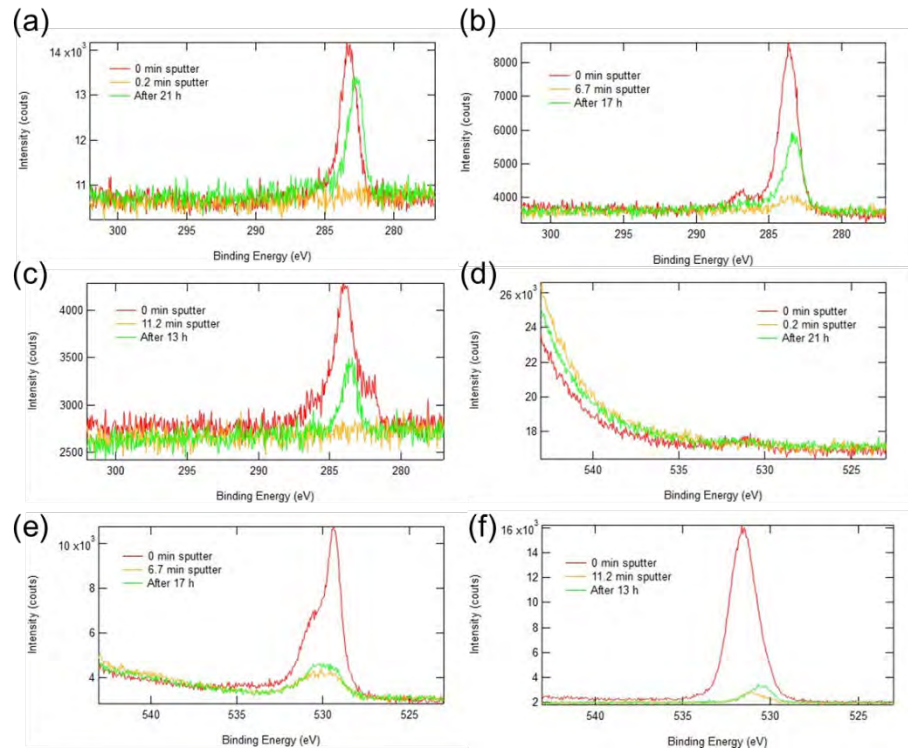 (a)
14×10³
13
12
11
Intensity (couts)
0 min sputter
0.2 min sputter
After 21 h
300 295 290 285 280
Binding Energy (eV)
(b)
8000
7000
6000
5000
4000
Intensity (couts)
0 min sputter
6.7 min sputter
After 17 h
300 295 290 285 280
Binding Energy (eV)
(c)
4000
3500
3000
2500
Intensity (couts)
0 min sputter
11.2 min sputter
After 13 h
300 295 290 285 280
Binding Energy (eV)
(d)
26×10³
24
22
20
18
Intensity (couts)
0 min sputter
0.2 min sputter
After 21 h
540 535 530 525
Binding Energy (eV)
(e)
10×10³
8
6
4
Intensity (couts)
0 min sputter
6.7 min sputter
After 17 h
540 535 530 525
Binding Energy (eV)
(f)
16×10³
14
12
10
8
6
4
2
Intensity (couts)
0 min sputter
11.2 min sputter
After 13 h
540 535 530 525
Binding Energy (eV)